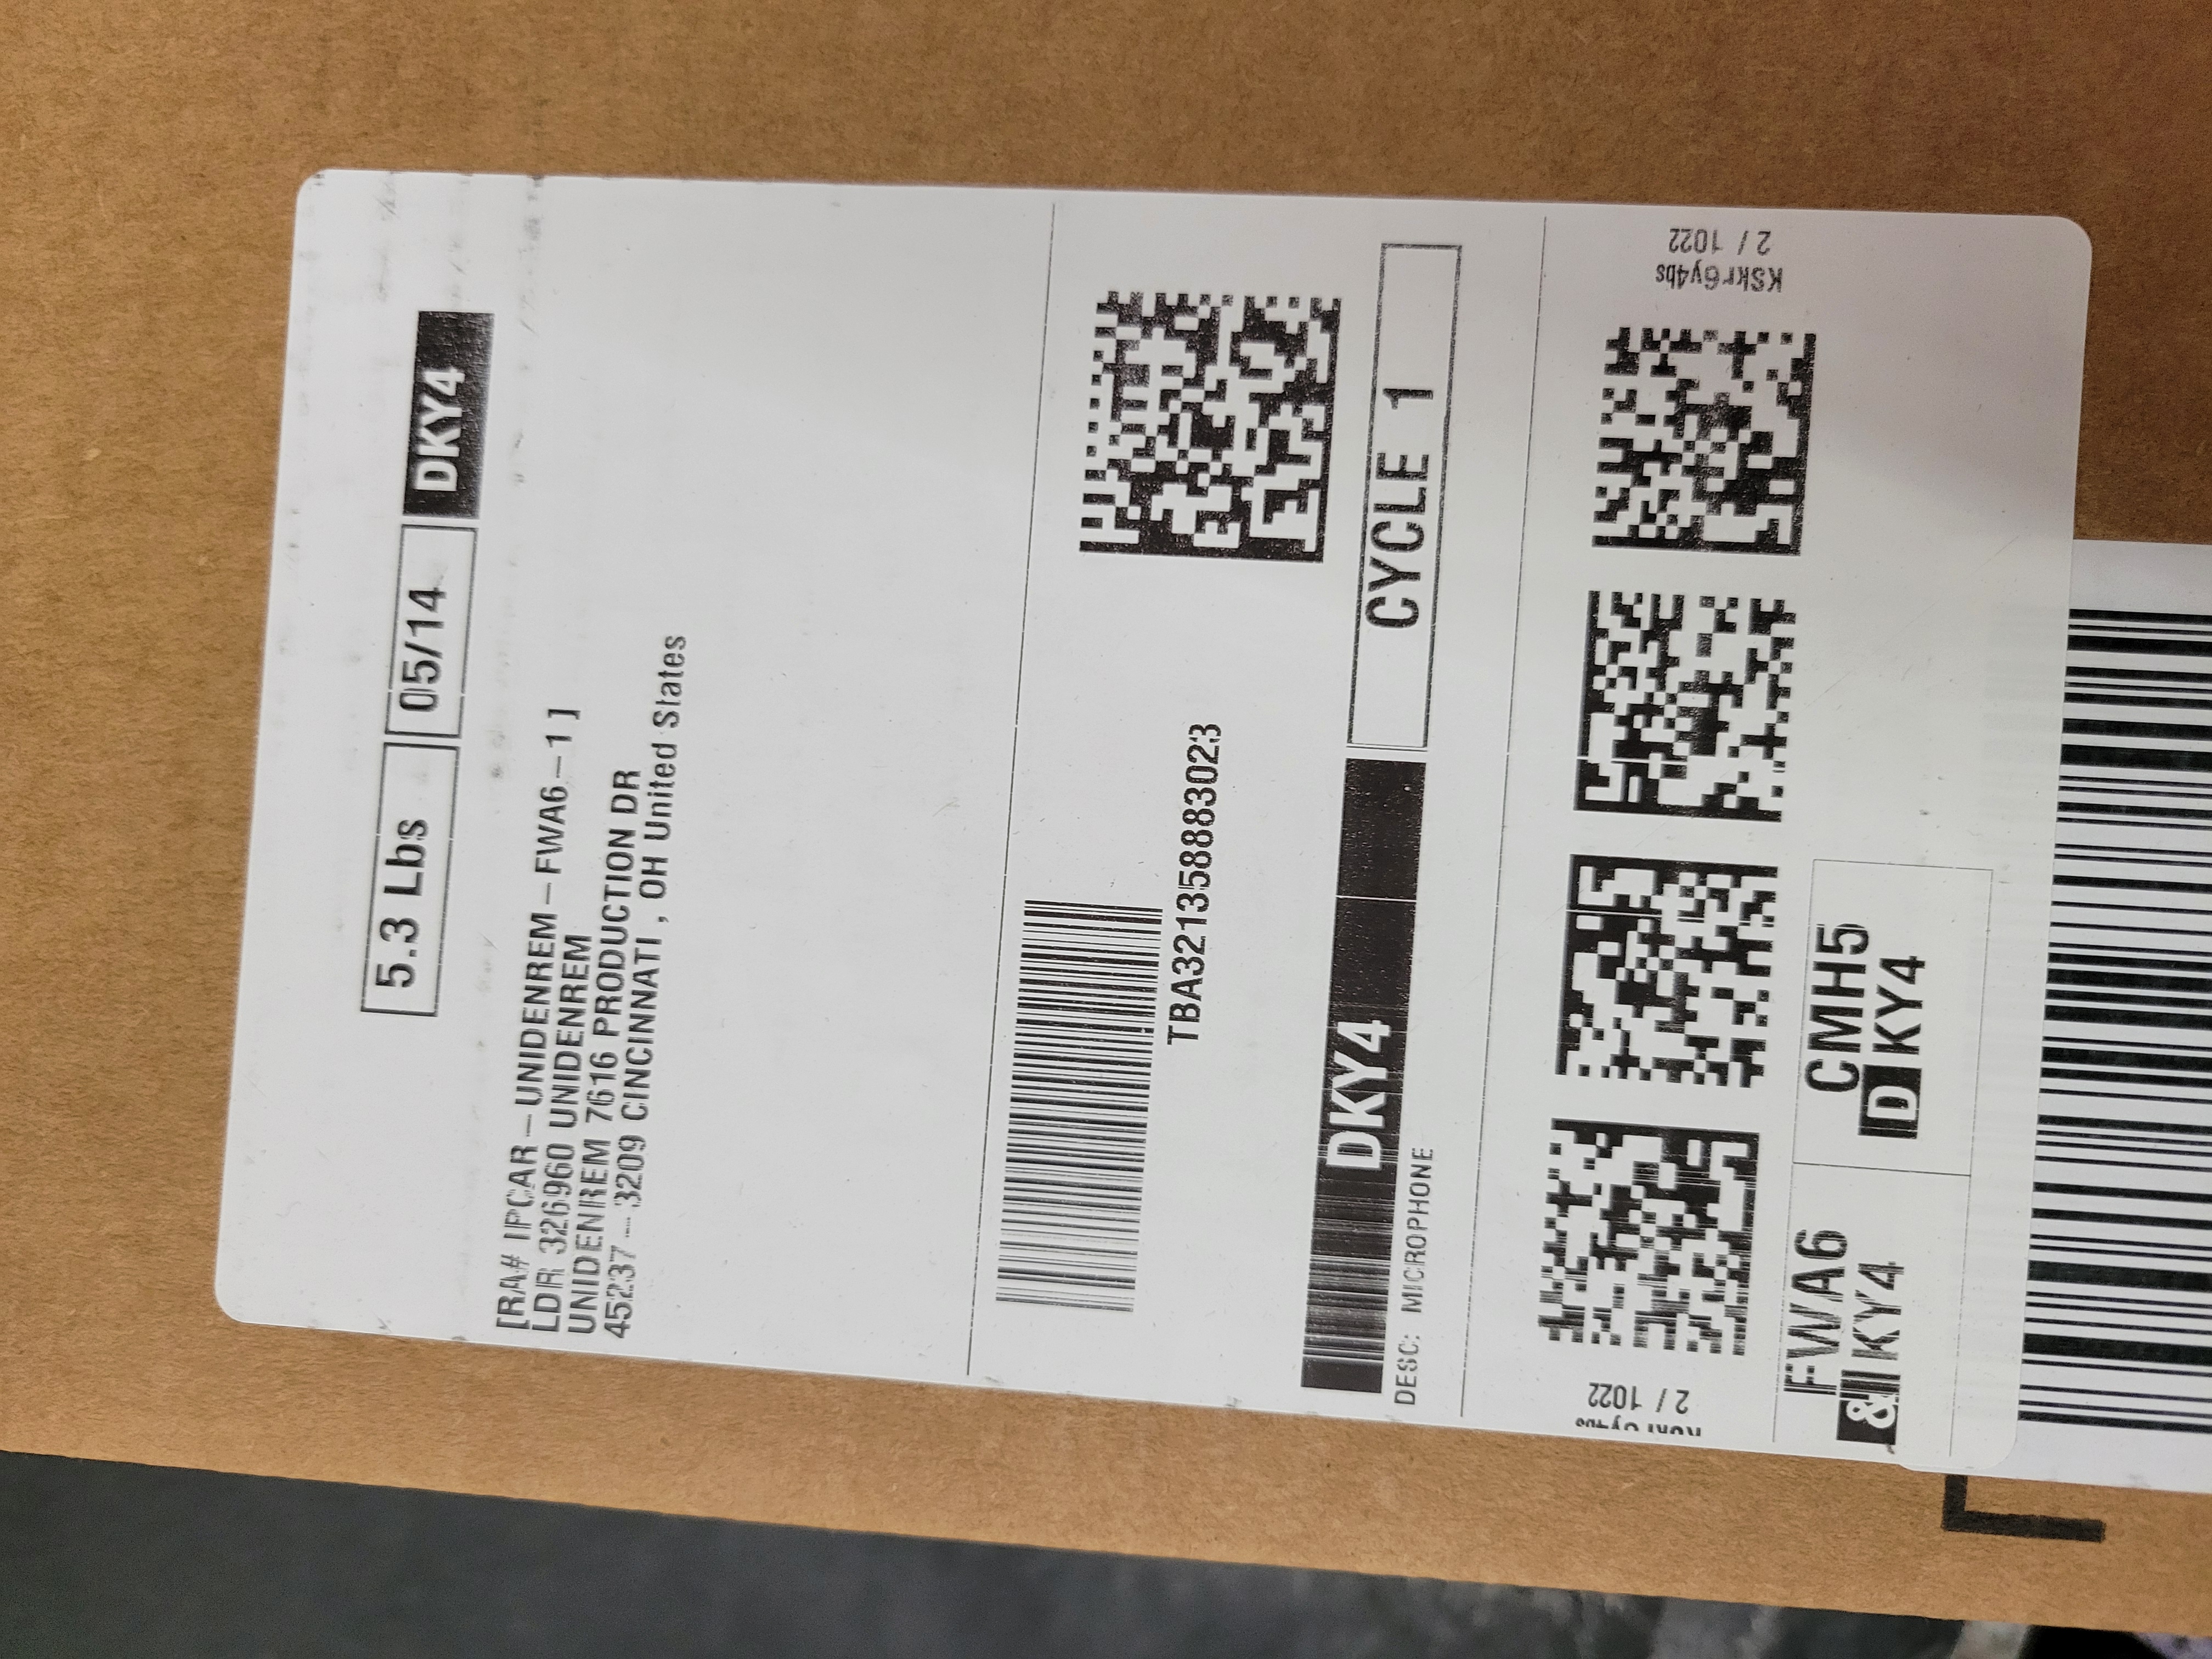 5.3 Lbs 05/14 DKY4
[RA# IPCAR-UNIDENREM-FWA6-1]
LDR 326960 UNIDENREM
UNIDENREM 7616 PRODUCTION DR
45237-3209 CINCINNATI, OH United States
TBA321358883023
DKY4 CYCLE 1
DESC: MICROPHONE
2 / 1022
KSkr6y4bs
2 / 1022
FWA6 CMH5
&KY4 DKY4